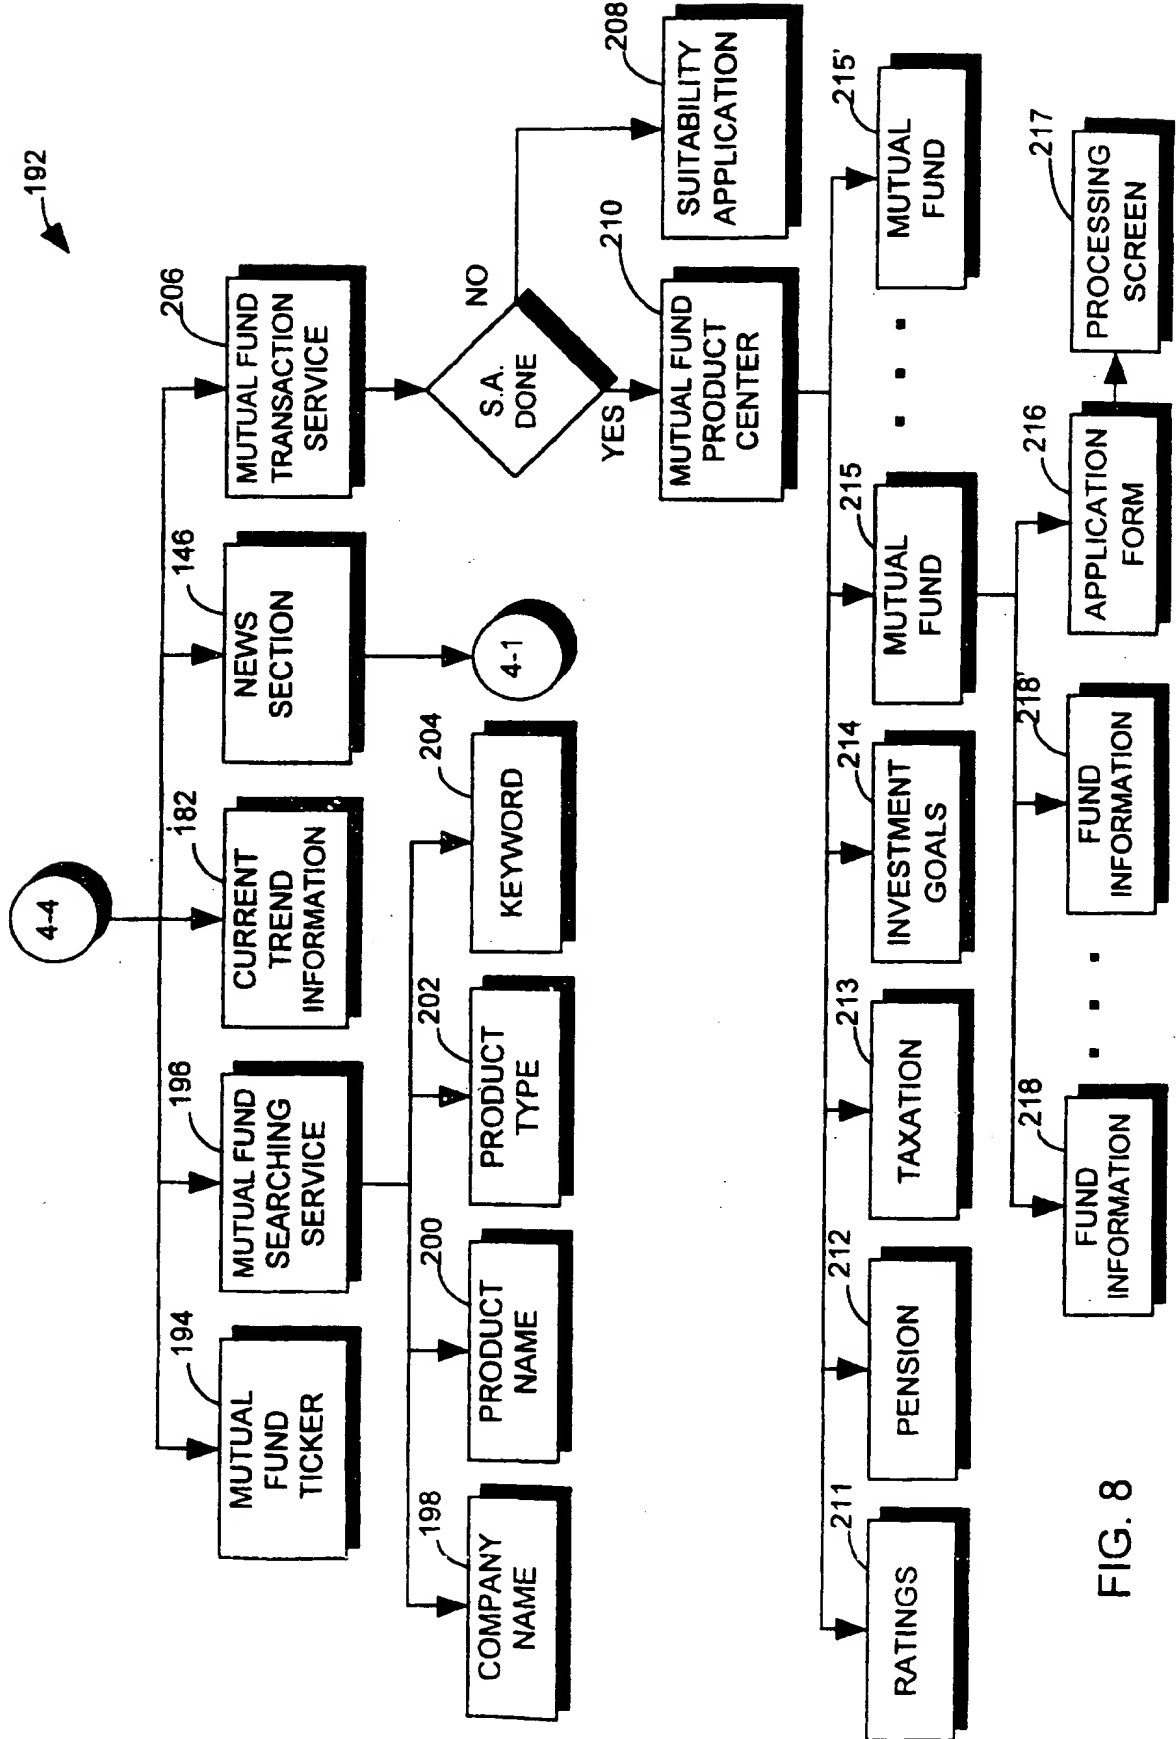 192
4-4
194
MUTUAL
FUND
TICKER
196
MUTUAL FUND
SEARCHING
SERVICE
182
CURRENT
TREND
INFORMATION
146
NEWS
SECTION
206
MUTUAL FUND
TRANSACTION
SERVICE
198
COMPANY
NAME
200
PRODUCT
NAME
202
PRODUCT
TYPE
204
KEYWORD
4-1
S.A.
DONE
NO
YES
210
MUTUAL FUND
PRODUCT
CENTER
208
SUITABILITY
APPLICATION
211
RATINGS
212
PENSION
213
TAXATION
214
INVESTMENT
GOALS
215
MUTUAL
FUND
215'
MUTUAL
FUND
218
FUND
INFORMATION
218'
FUND
INFORMATION
216
APPLICATION
FORM
217
PROCESSING
SCREEN
FIG. 8